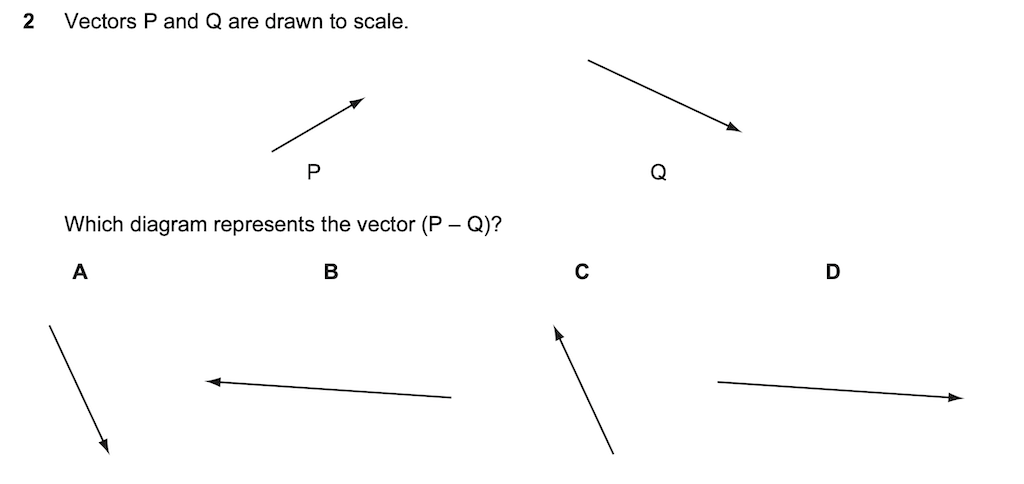 2 Vectors P and Q are drawn to scale.
P Q
Which diagram represents the vector (P – Q)?
A B C D